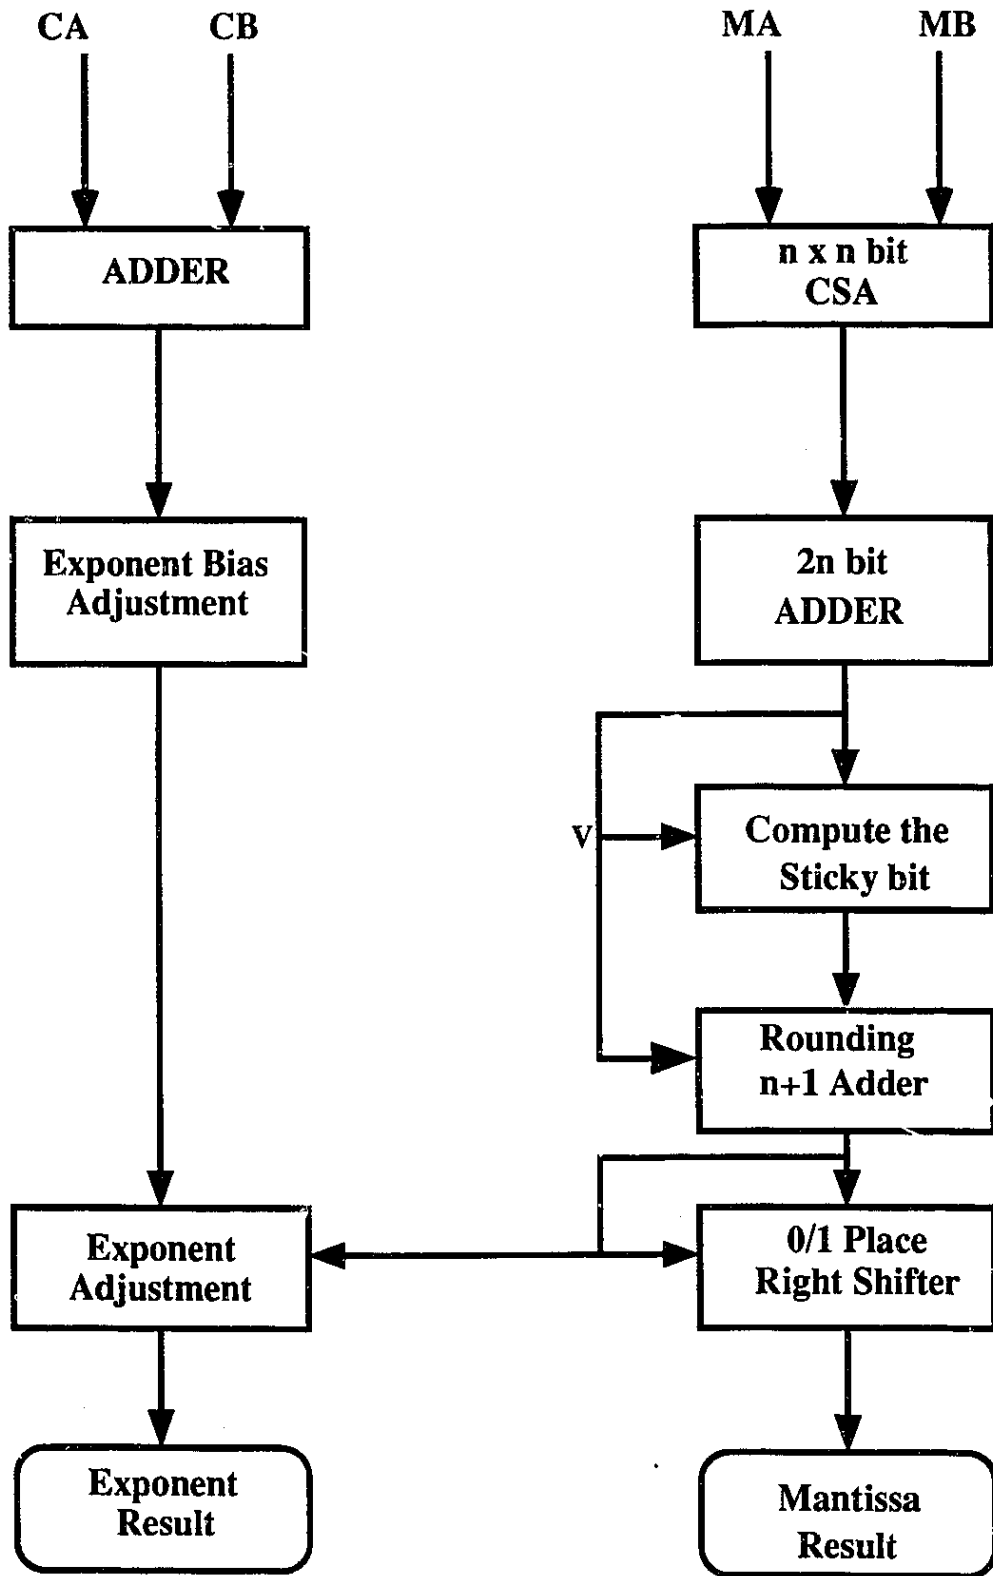 CA CB
MA MB
ADDER
n x n bit
CSA
Exponent Bias
Adjustment
2n bit
ADDER
V
Compute the
Sticky bit
Rounding
n+1 Adder
Exponent
Adjustment
0/1 Place
Right Shifter
Exponent
Result
Mantissa
Result